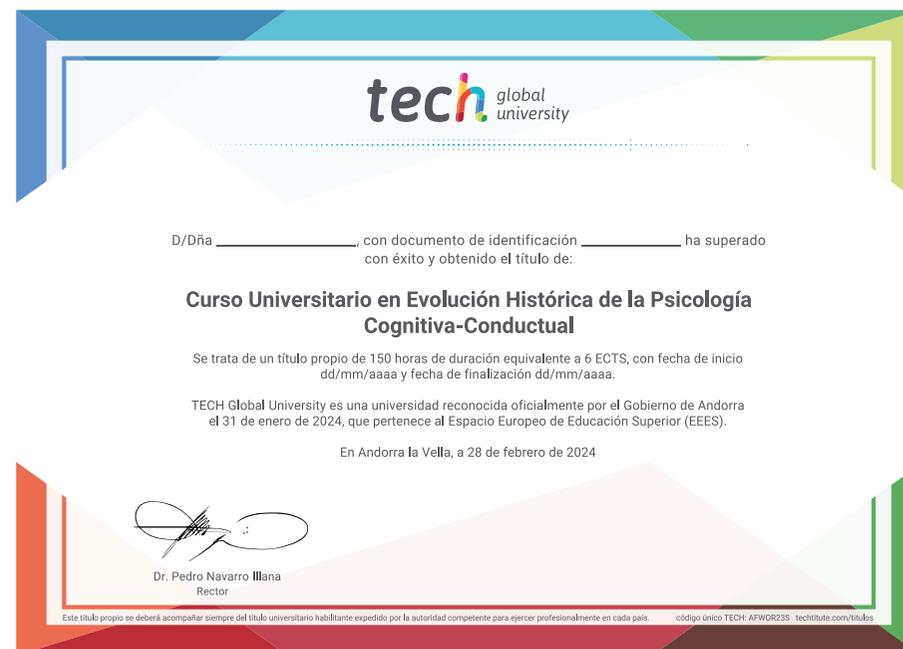 tech global
university
D/Dña ______________, con documento de identificación __________ ha superado
con éxito y obtenido el título de:
Curso Universitario en Evolución Histórica de la Psicología
Cognitiva-Conductual
Se trata de un título propio de 150 horas de duración equivalente a 6 ECTS, con fecha de inicio
dd/mm/aaaa y fecha de finalización dd/mm/aaaa.
TECH Global University es una universidad reconocida oficialmente por el Gobierno de Andorra
el 31 de enero de 2024, que pertenece al Espacio Europeo de Educación Superior (EEES).
En Andorra la Vella, a 28 de febrero de 2024
Dr. Pedro Navarro Illana
Rector
Este título propio se deberá acompañar siempre del título universitario habilitante expedido por la autoridad competente para ejercer profesionalmente en cada país. código único TECH: AFWOR23S techtitute.com/titulos